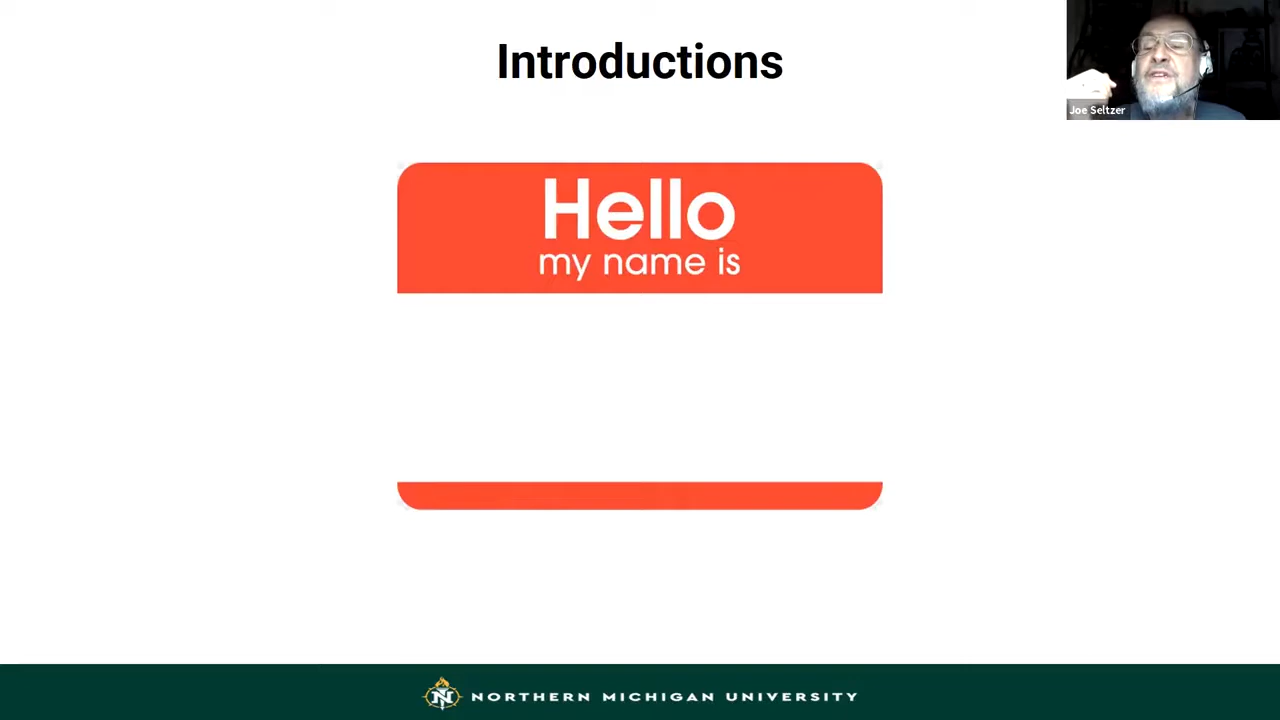 Introductions
Joe Seltzer
Hello
my name is
N
NORTHERN MICHIGAN UNIVERSITY